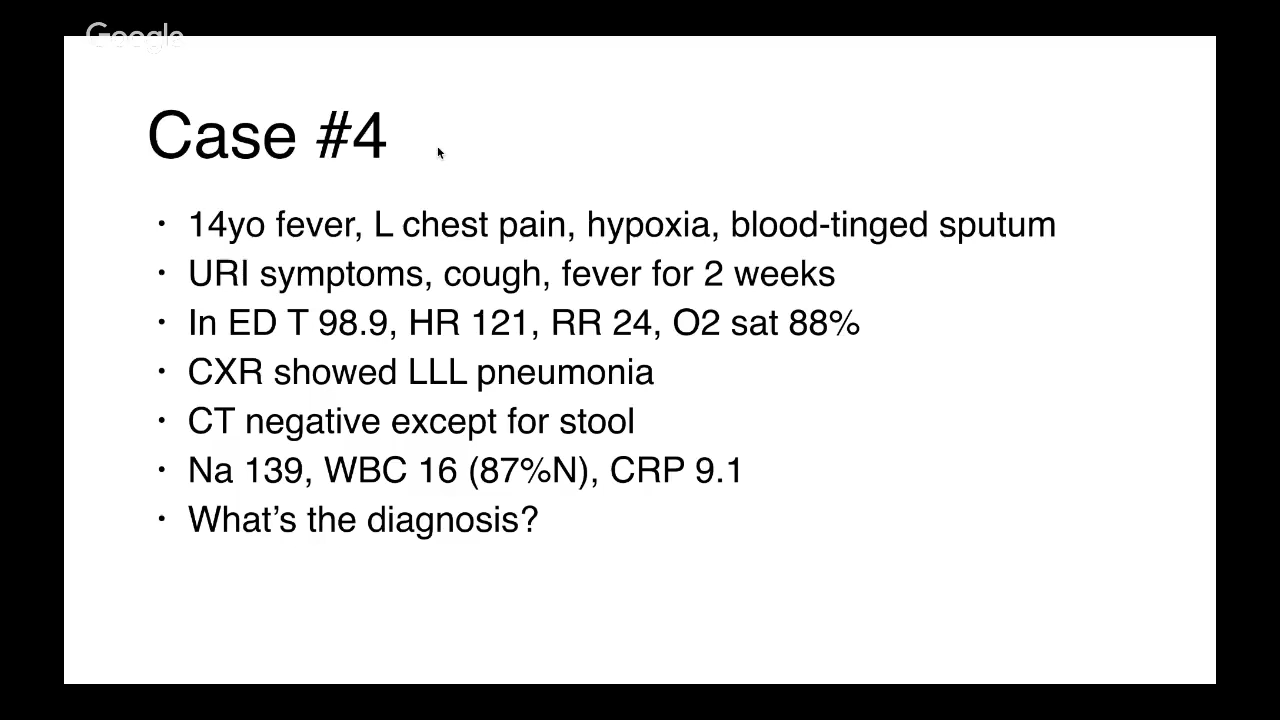 Google
Case #4
• 14yo fever, L chest pain, hypoxia, blood-tinged sputum
• URI symptoms, cough, fever for 2 weeks
• In ED T 98.9, HR 121, RR 24, O2 sat 88%
• CXR showed LLL pneumonia
• CT negative except for stool
• Na 139, WBC 16 (87%N), CRP 9.1
• What’s the diagnosis?